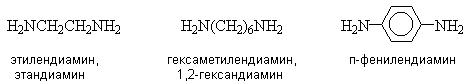 H₂NCH₂CH₂NH₂ H₂N(CH₂)₆NH₂ H₂N NH₂
этилендиамин, гексаметилендиамин, п-фенилендиамин
этандиамин 1,2-гександиамин